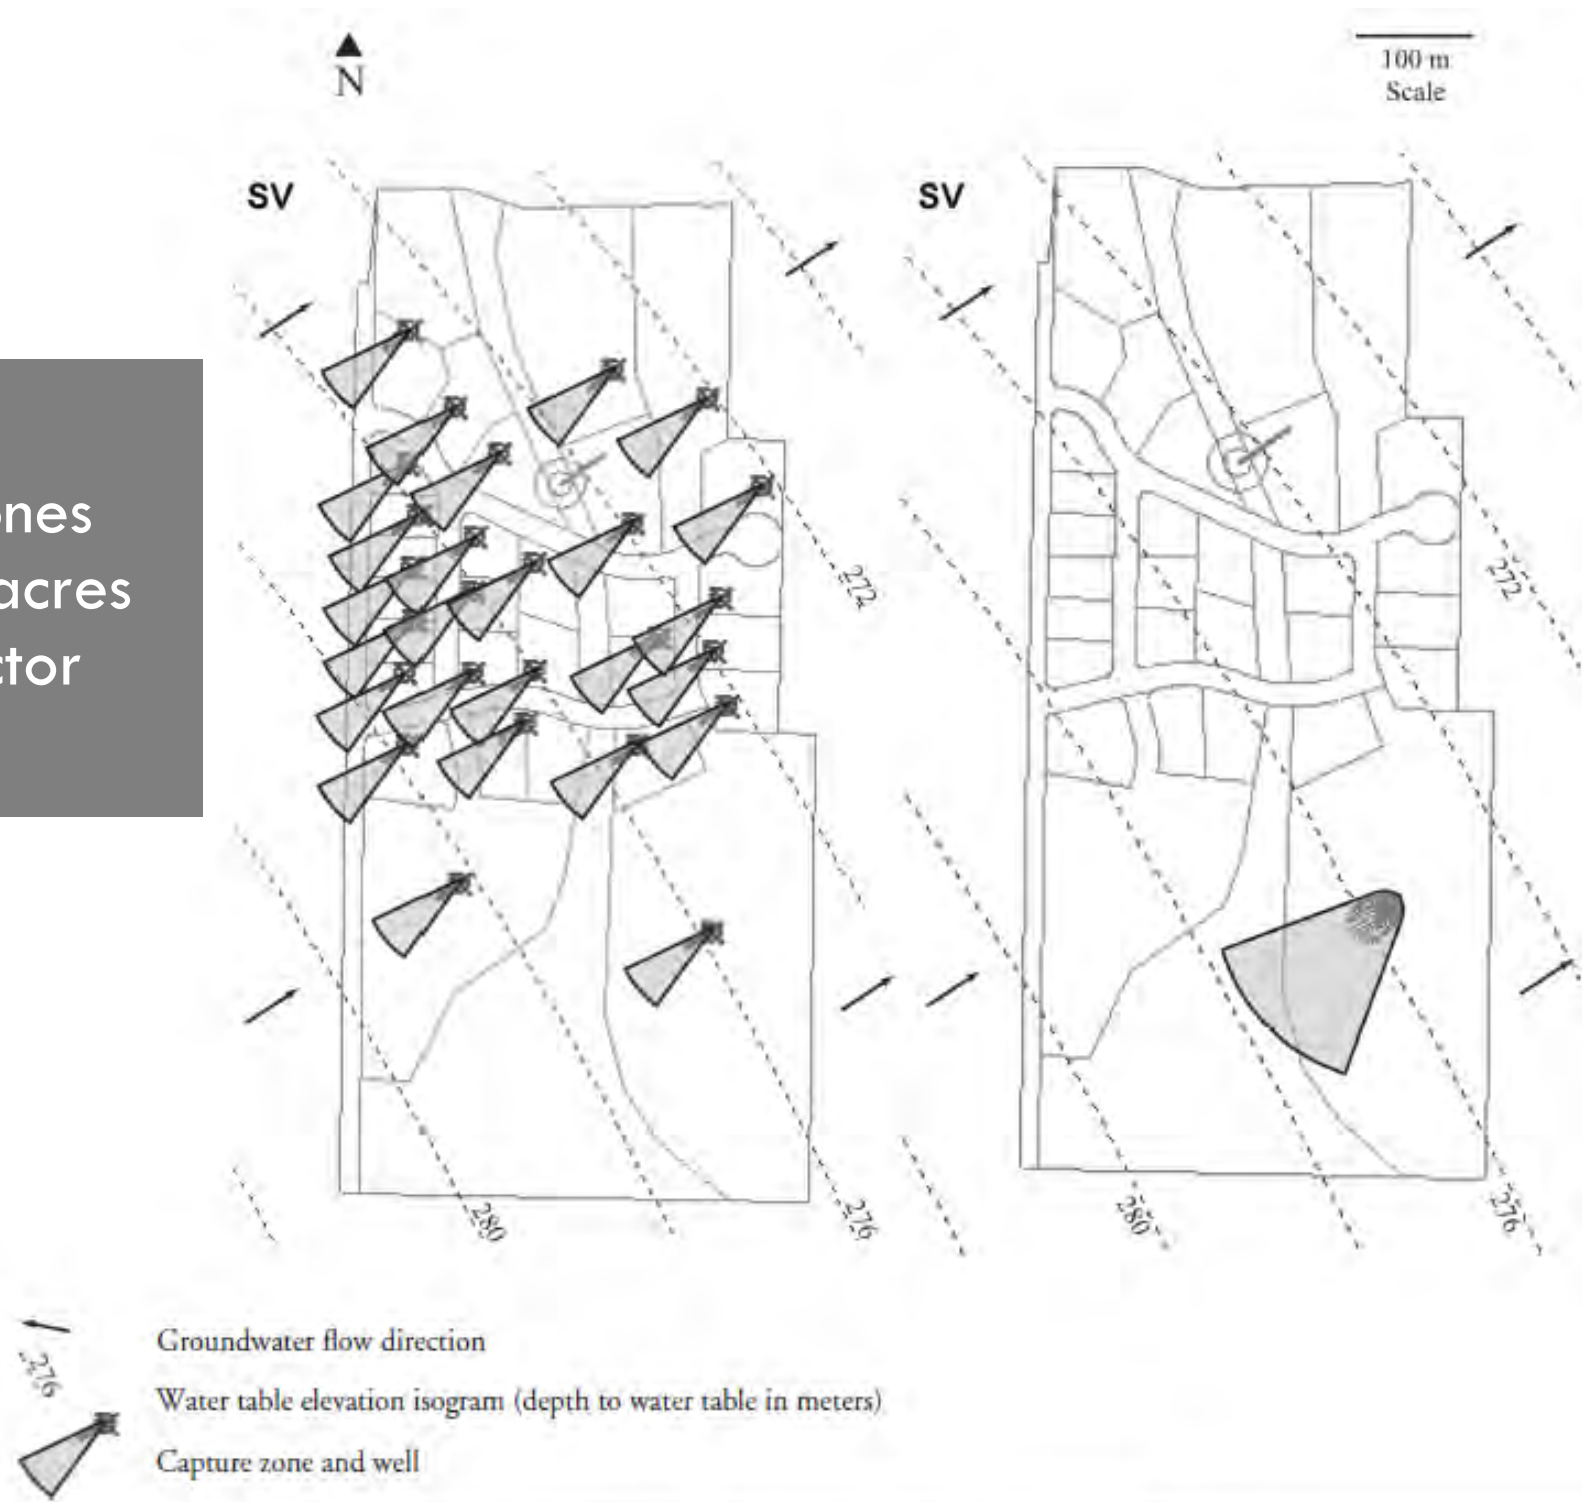 N
100 m
Scale
SV
SV
ones
acres
ctor
272
272
280
276
280
276
Groundwater flow direction
276
Water table elevation isogram (depth to water table in meters)
Capture zone and well